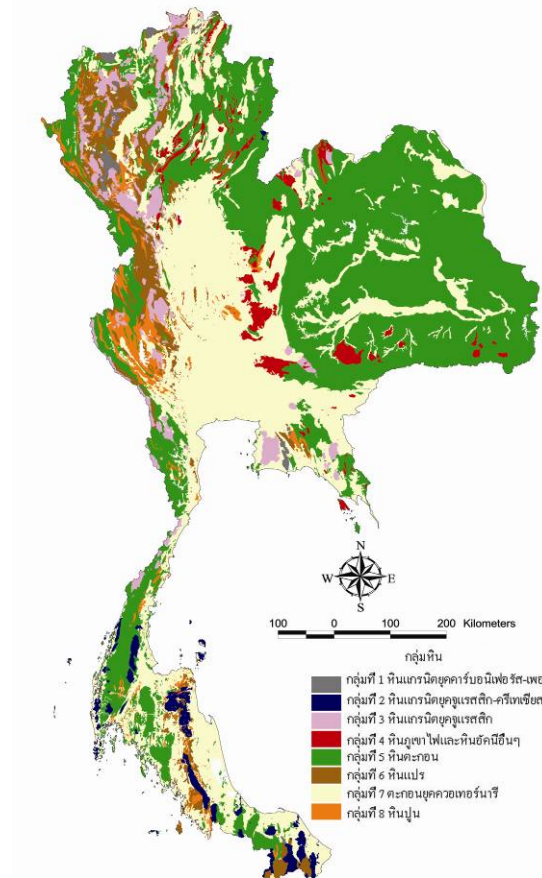 N
W E
S
100 0 100 200 Kilometers
กลุ่มหิน
กลุ่มที่ 1 หินแกรนิตยุคคาร์บอนิเฟอรัส-เพอ
กลุ่มที่ 2 หินแกรนิตยุคจูแรสสิก-ครีเทเซียส
กลุ่มที่ 3 หินแกรนิตยุคจูแรสสิก
กลุ่มที่ 4 หินภูเขาไฟและหินอัคนีอื่นๆ
กลุ่มที่ 5 หินตะกอน
กลุ่มที่ 6 หินแปร
กลุ่มที่ 7 ตะกอนยุคควอเทอร์นารี
กลุ่มที่ 8 หินปูน